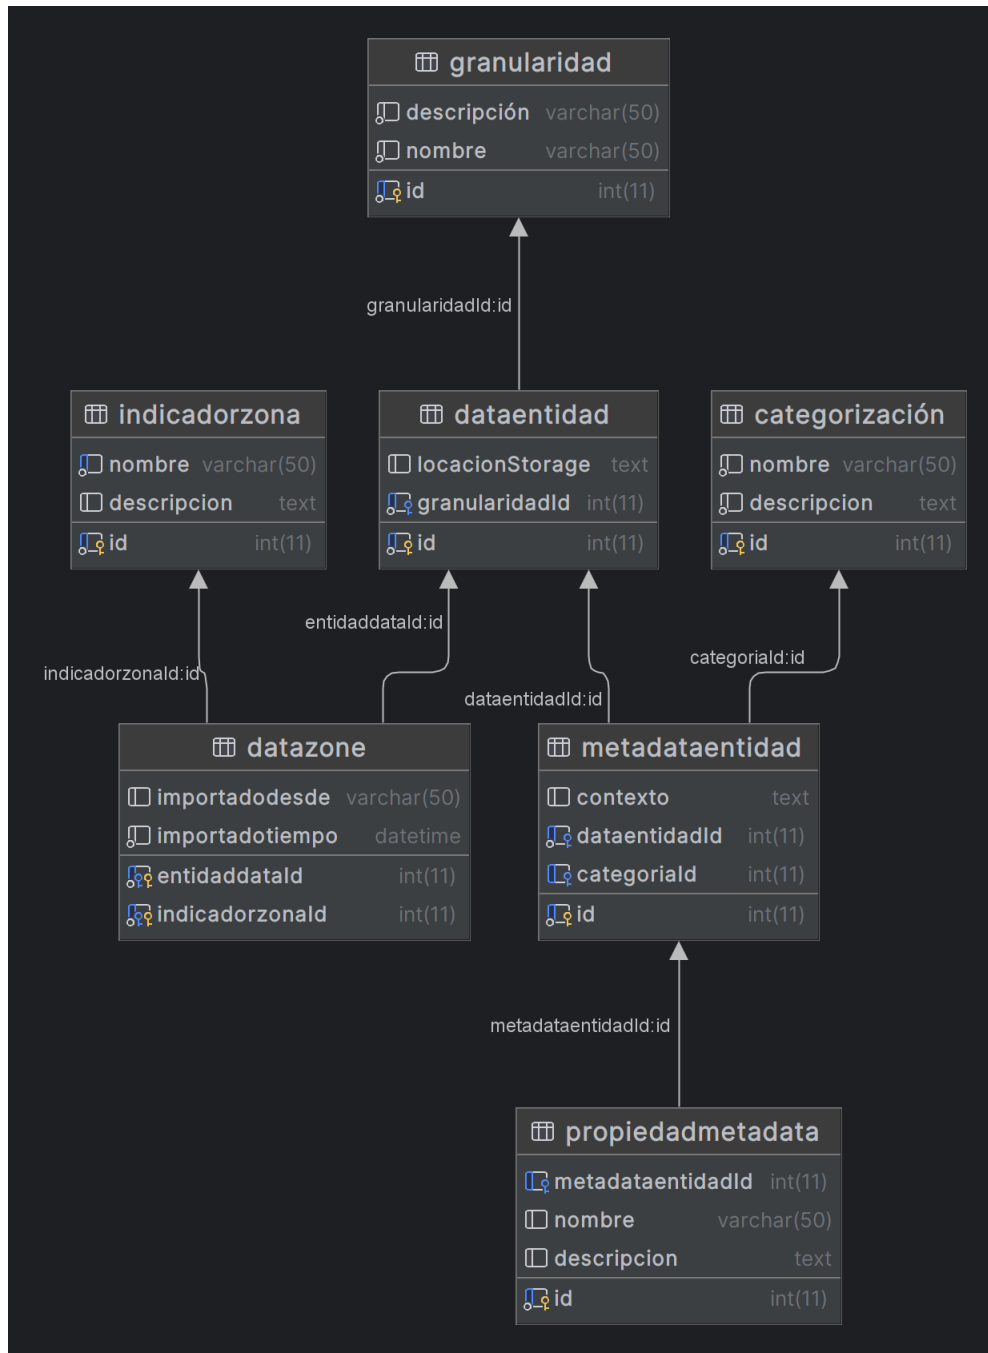 granularidad
descripción varchar(50)
nombre varchar(50)
id int(11)
granularidadId:id
indicadorzona
nombre varchar(50)
descripcion text
id int(11)
dataentidad
locacionStorage text
granularidadId int(11)
id int(11)
categorización
nombre varchar(50)
descripcion text
id int(11)
entidaddataId:id
indicadorzonaId:id
dataentidadId:id
categoriaId:id
datazone
importadodesde varchar(50)
importadotiempo datetime
entidaddataId int(11)
indicadorzonaId int(11)
metadataentidad
contexto text
dataentidadId int(11)
categoriaId int(11)
id int(11)
metadataentidadId:id
propiedadmetadata
metadataentidadId int(11)
nombre varchar(50)
descripcion text
id int(11)